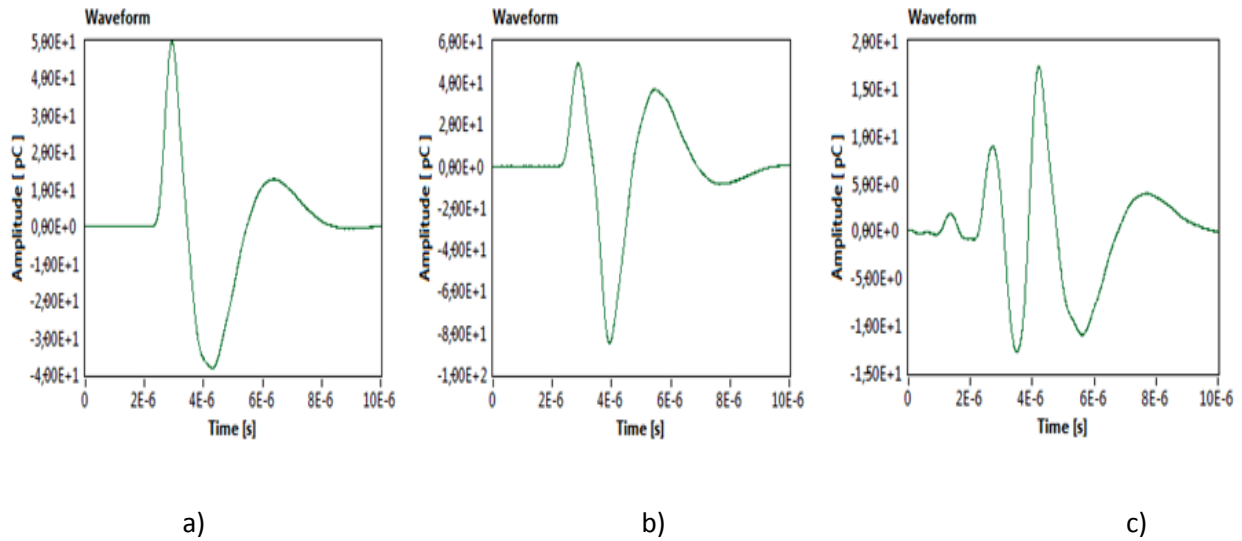 Waveform
5,00E+1
4,00E+1
3,00E+1
2,00E+1
1,00E+1
0,00E+0
-1,00E+1
-2,00E+1
-3,00E+1
-4,00E+1
Amplitude [ pC ]
0 2E-6 4E-6 6E-6 8E-6 10E-6
Time [s]
a)
Waveform
6,00E+1
4,00E+1
2,00E+1
0,00E+0
-2,00E+1
-4,00E+1
-6,00E+1
-8,00E+1
-1,00E+2
Amplitude [ pC ]
0 2E-6 4E-6 6E-6 8E-6 10E-6
Time [s]
b)
Waveform
2,00E+1
1,50E+1
1,00E+1
5,00E+0
0,00E+0
-5,00E+0
-1,00E+1
-1,50E+1
Amplitude [ pC ]
0 2E-6 4E-6 6E-6 8E-6 10E-6
Time [s]
c)